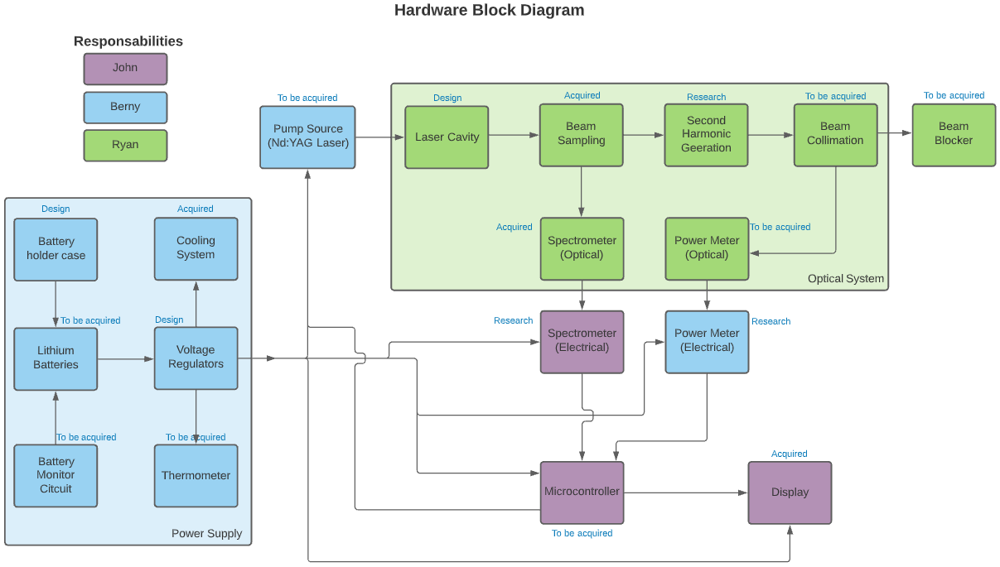 Hardware Block Diagram
Responsabilities
John
Berny
Ryan
To be acquired
Pump Source
(Nd:YAG Laser)
Design
Laser Cavity
Acquired
Beam
Sampling
Research
Second
Harmonic
Geeration
To be acquired
Beam
Collimation
To be acquired
Beam
Blocker
Acquired
Spectrometer
(Optical)
Power Meter
(Optical)
To be acquired
Optical System
Design
Battery
holder case
Acquired
Cooling
System
To be acquired
Lithium
Batteries
Design
Voltage
Regulators
To be acquired
Battery
Monitor
Citcuit
To be acquired
Thermometer
Power Supply
Research
Spectrometer
(Electrical)
Power Meter
(Electrical)
Research
Microcontroller
To be acquired
Acquired
Display